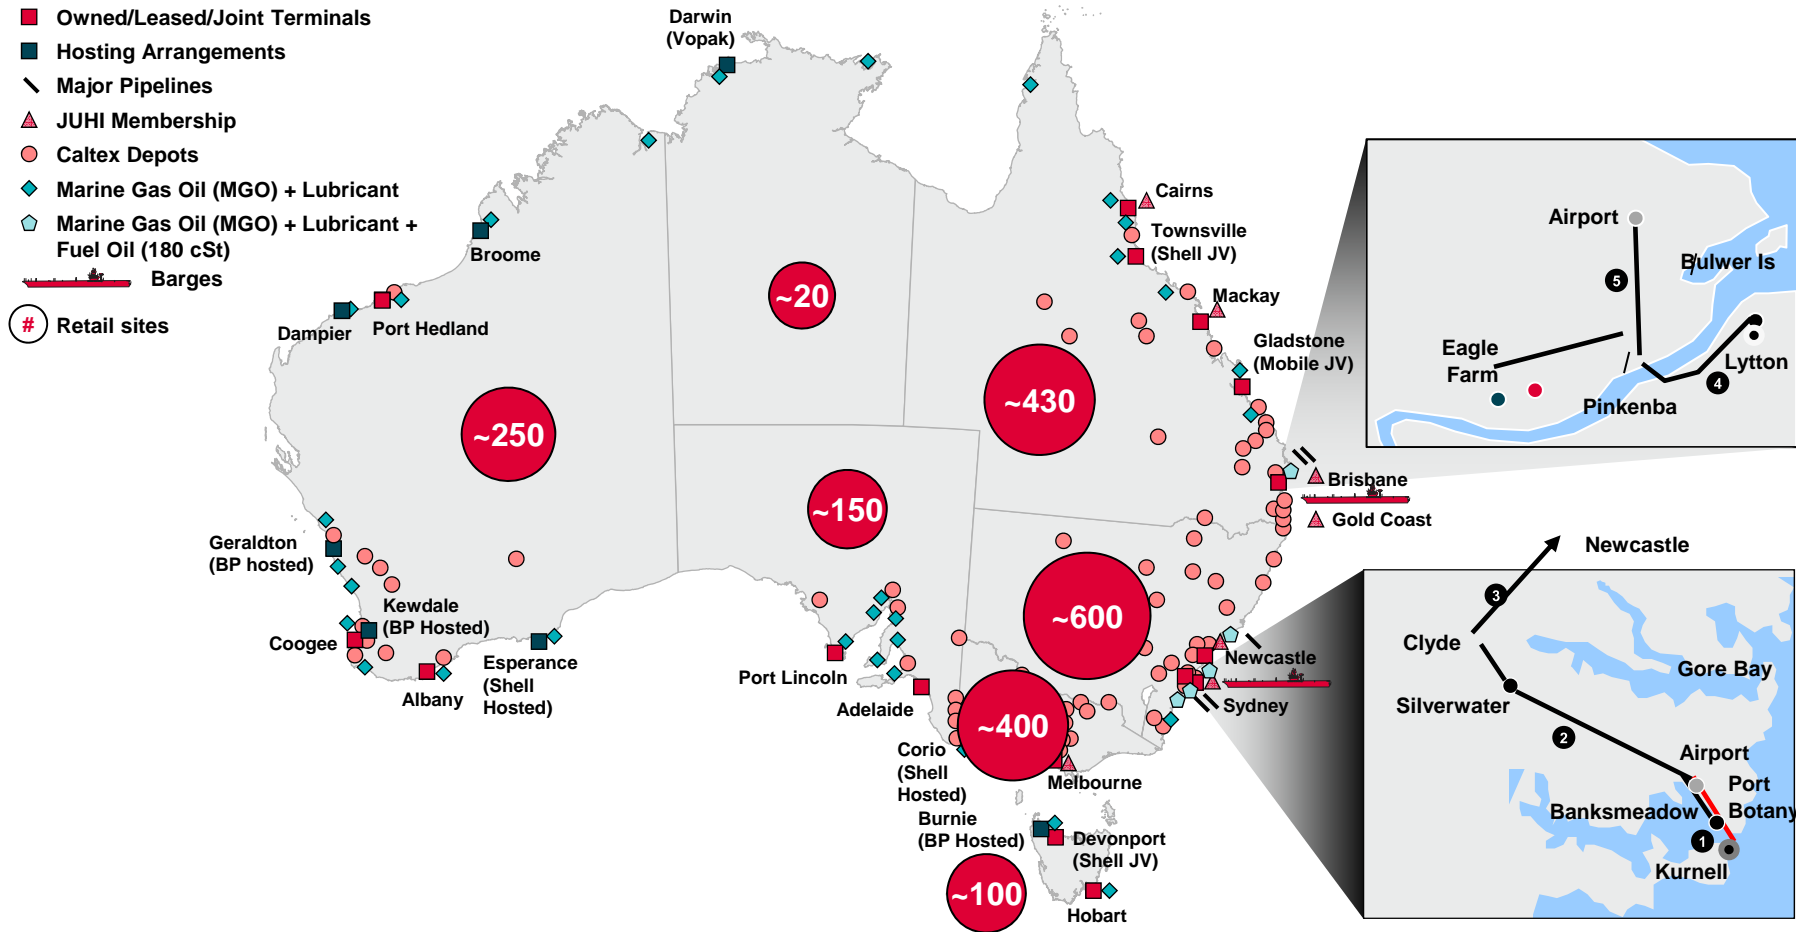 Owned/Leased/Joint Terminals
Hosting Arrangements
Major Pipelines
JUHI Membership
Caltex Depots
Marine Gas Oil (MGO) + Lubricant
Marine Gas Oil (MGO) + Lubricant +
Fuel Oil (180 cSt)
Barges
#
Retail sites
Darwin
(Vopak)
Broome
Dampier
Port Hedland
Geraldton
(BP hosted)
Kewdale
(BP Hosted)
Coogee
Albany
Esperance
(Shell
Hosted)
Port Lincoln
Adelaide
Corio
(Shell
Hosted)
Burnie
(BP Hosted)
Melbourne
Devonport
(Shell JV)
Hobart
Cairns
Townsville
(Shell JV)
Mackay
Gladstone
(Mobile JV)
Brisbane
Gold Coast
Newcastle
Sydney
~20
~250
~430
~150
~600
~400
~100
Airport
Bulwer Is
5
Eagle
Farm
Lytton
4
Pinkenba
Newcastle
3
Clyde
Gore Bay
Silverwater
2
Airport
Port
Botany
Banksmeadow
1
Kurnell